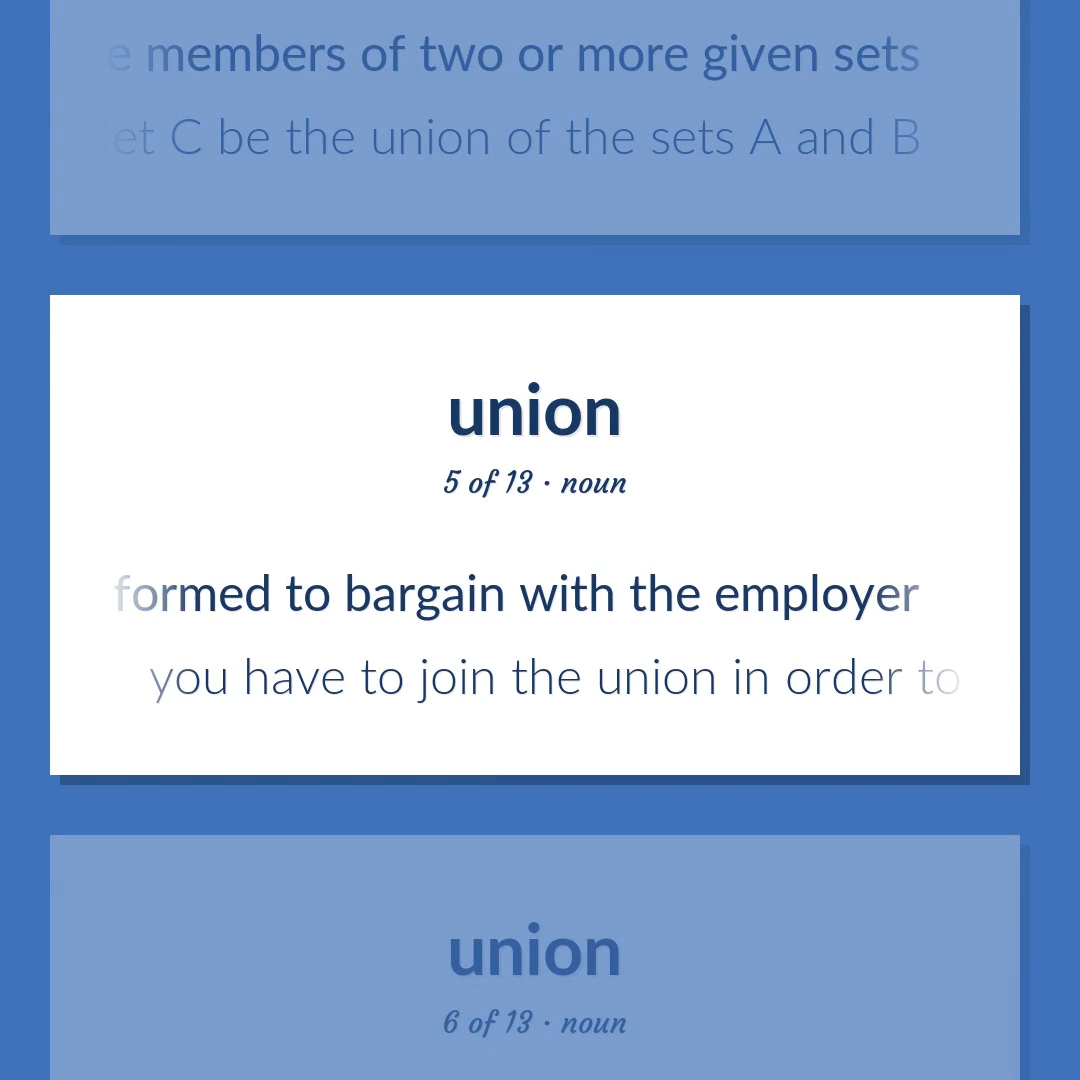 members of two or more given sets
let C be the union of the sets A and B
union
5 of 13 · noun
formed to bargain with the employer
you have to join the union in order to
union
6 of 13 · noun